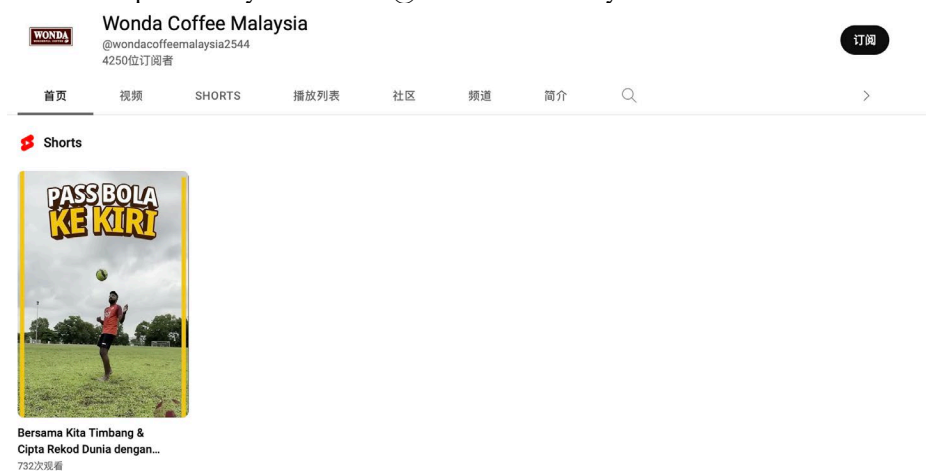 WONDA
Wonda Coffee Malaysia
@wondacoffeemalaysia2544
4250位订阅者
订阅
首页 视频 SHORTS 播放列表 社区 频道 简介
Shorts
PASS BOLA
KE KIRI
Bersama Kita Timbang &
Cipta Rekod Dunia dengan...
732次观看